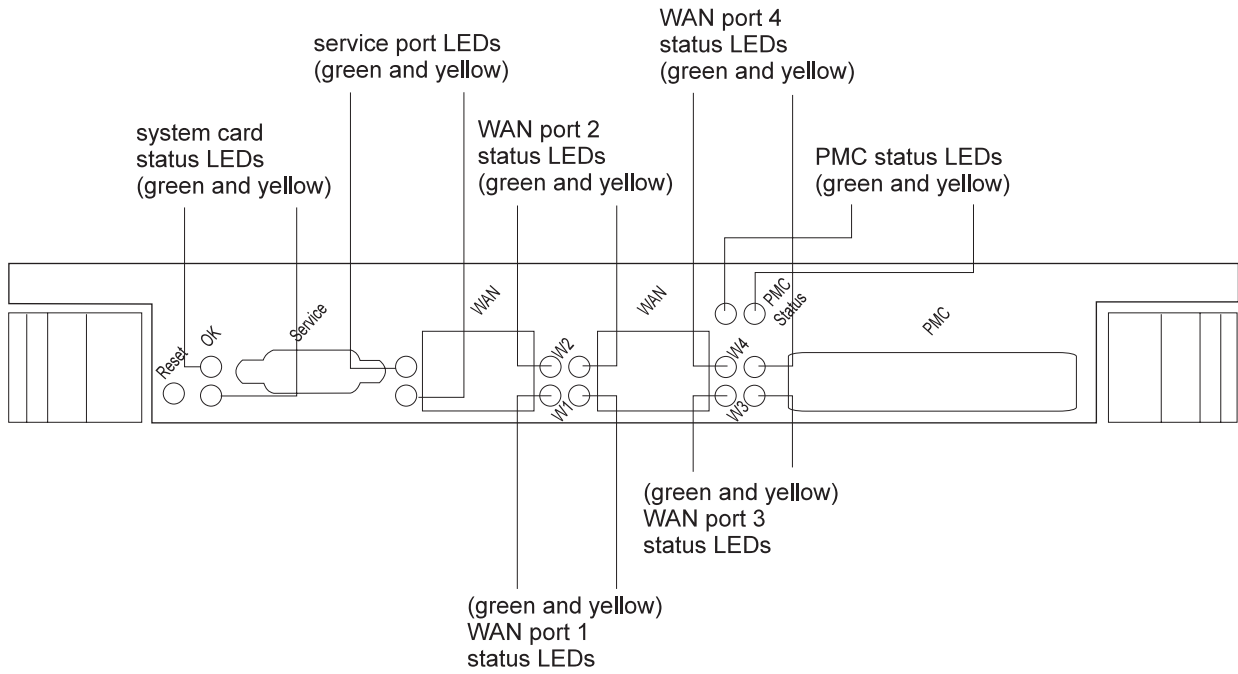 WAN port 4
status LEDs
(green and yellow)
service port LEDs
(green and yellow)
system card
status LEDs
(green and yellow)
WAN port 2
status LEDs
(green and yellow)
PMC status LEDs
(green and yellow)
Reset
OK
Service
WAN
W2
W1
WAN
W4
W3
PMC
Status
PMC
(green and yellow)
WAN port 3
status LEDs
(green and yellow)
WAN port 1
status LEDs